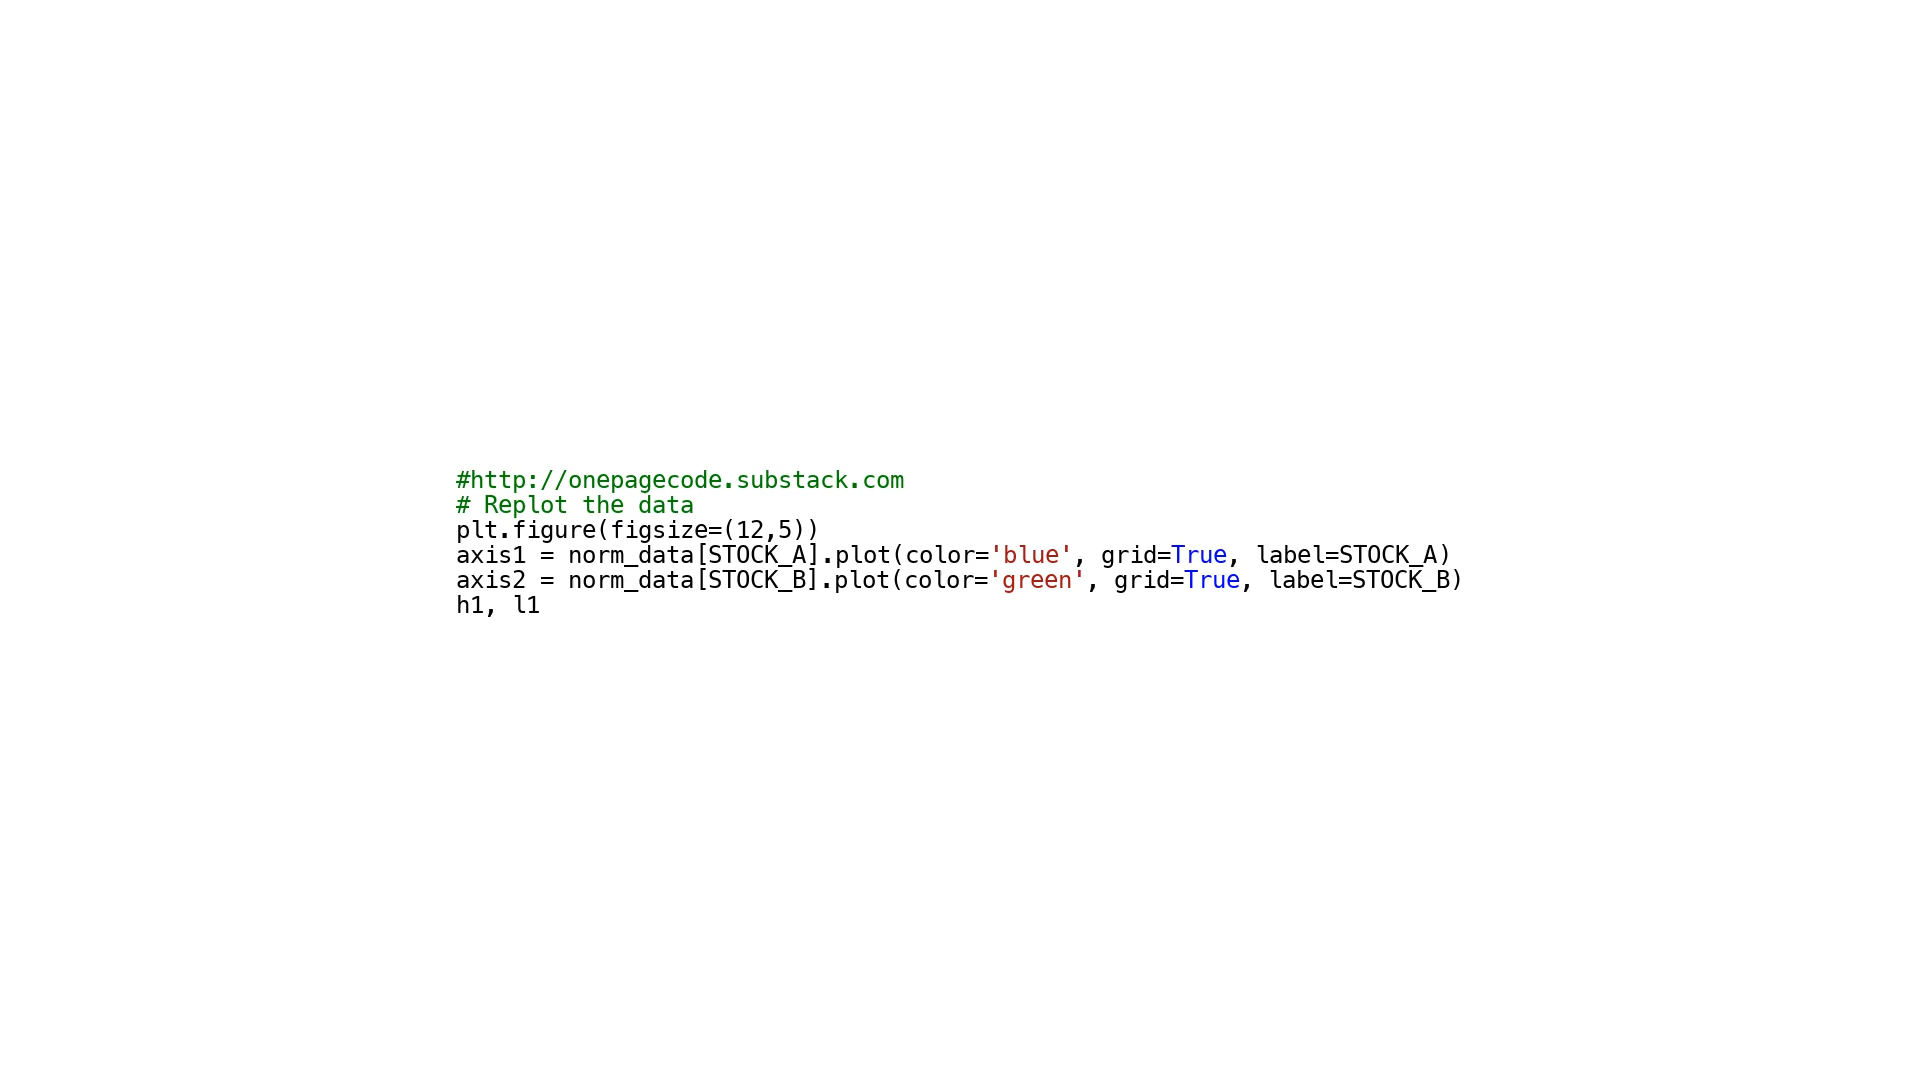 #http://onepagecode.substack.com
# Replot the data
plt.figure(figsize=(12,5))
axis1 = norm_data[STOCK_A].plot(color='blue', grid=True, label=STOCK_A)
axis2 = norm_data[STOCK_B].plot(color='green', grid=True, label=STOCK_B)
h1, l1